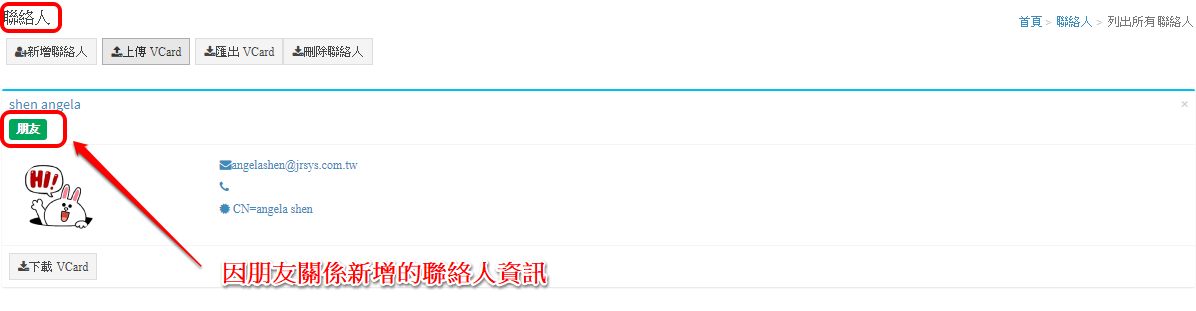 聯絡人
首頁 > 聯絡人 > 列出所有聯絡人
新增聯絡人 上傳 VCard 匯出 VCard 刪除聯絡人
shen angela
×
朋友
HI!
angelashen@jrsys.com.tw
CN=angela shen
下載 VCard
因朋友關係新增的聯絡人資訊